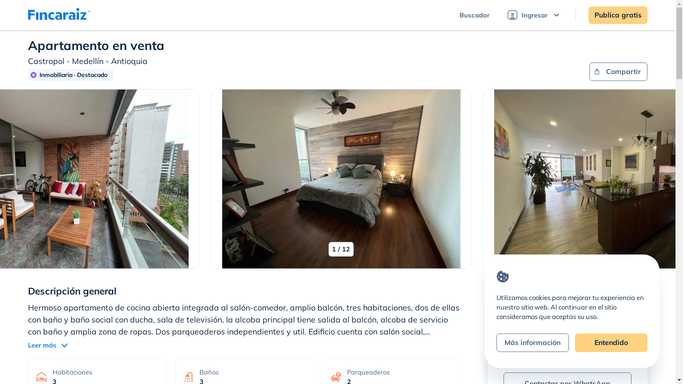 Fincaraiz
Buscador
Ingresar
Publica gratis
Apartamento en venta
Castropol - Medellín - Antioquia
Inmobiliaria - Destacado
Compartir
1 / 12
Descripción general
Hermoso apartamento de cocina abierta integrada al salón-comedor, amplio balcón, tres habitaciones, dos de ellas
con baño y baño social con ducha, sala de televisión. la alcoba principal tiene salida al balcón, alcoba de servicio
con baño y amplia zona de ropas. Dos parqueaderos independientes y util. Edificio cuenta con salón social,...
Leer más
Habitaciones
3
Baños
3
Parqueaderos
2
Utilizamos cookies para mejorar tu experiencia en
nuestro sitio web. Al continuar en el sitio
consideramos que aceptas su uso.
Más información
Entendido
Contactar por WhatsApp